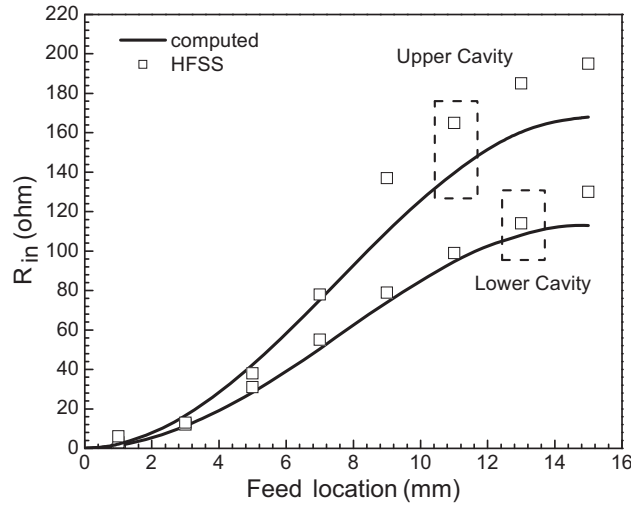 220
200
180
160
140
120
100
80
60
40
20
0
R_in (ohm)
computed
HFSS
Upper Cavity
Lower Cavity
0 2 4 6 8 10 12 14 16
Feed location (mm)